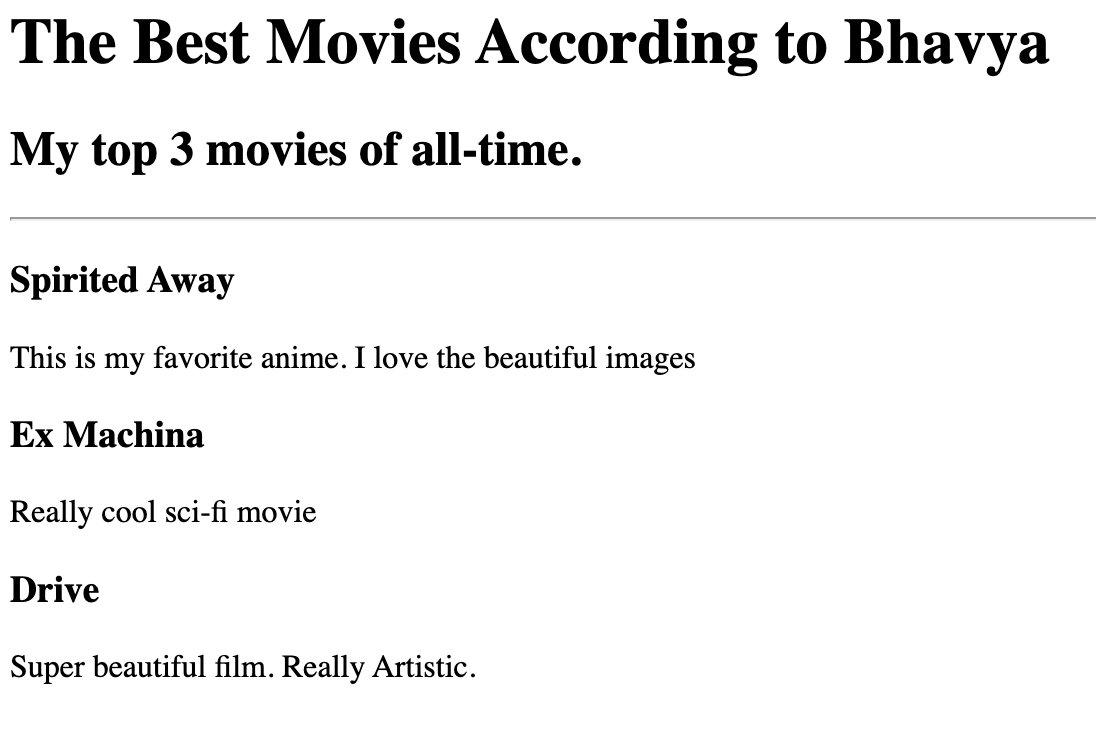 The Best Movies According to Bhavya
My top 3 movies of all-time.
Spirited Away
This is my favorite anime. I love the beautiful images
Ex Machina
Really cool sci-fi movie
Drive
Super beautiful film. Really Artistic.